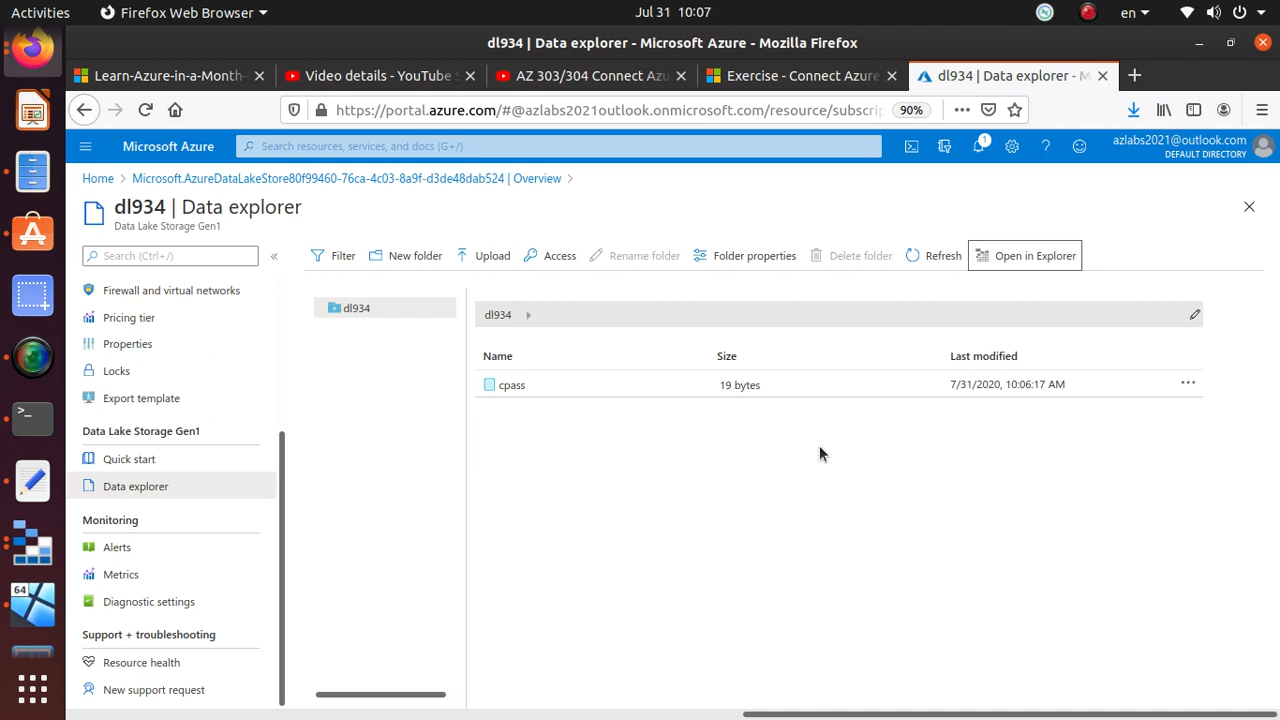 Activities Firefox Web Browser Jul 31 10:07 en
dl934 | Data explorer - Microsoft Azure - Mozilla Firefox
Learn-Azure-in-a-Month- Video details - YouTube S AZ 303/304 Connect Azu Exercise - Connect Azure dl934 | Data explorer - M
https://portal.azure.com/#@azlabs2021outlook.onmicrosoft.com/resource/subscrip 90%
Microsoft Azure Search resources, services, and docs (G+/) 1 azlabs2021@outlook.com
DEFAULT DIRECTORY
Home Microsoft.AzureDataLakeStore80f99460-76ca-4c03-8a9f-d3de48dab524 | Overview
dl934 | Data explorer
Data Lake Storage Gen1
Search (Ctrl+/) « Filter New folder Upload Access Rename folder Folder properties Delete folder Refresh Open in Explorer
Firewall and virtual networks
Pricing tier
Properties
Locks
Export template
Data Lake Storage Gen1
Quick start
Data explorer
Monitoring
Alerts
Metrics
Diagnostic settings
Support + troubleshooting
Resource health
New support request
dl934
dl934
Name Size Last modified
cpass 19 bytes 7/31/2020, 10:06:17 AM
>_
64